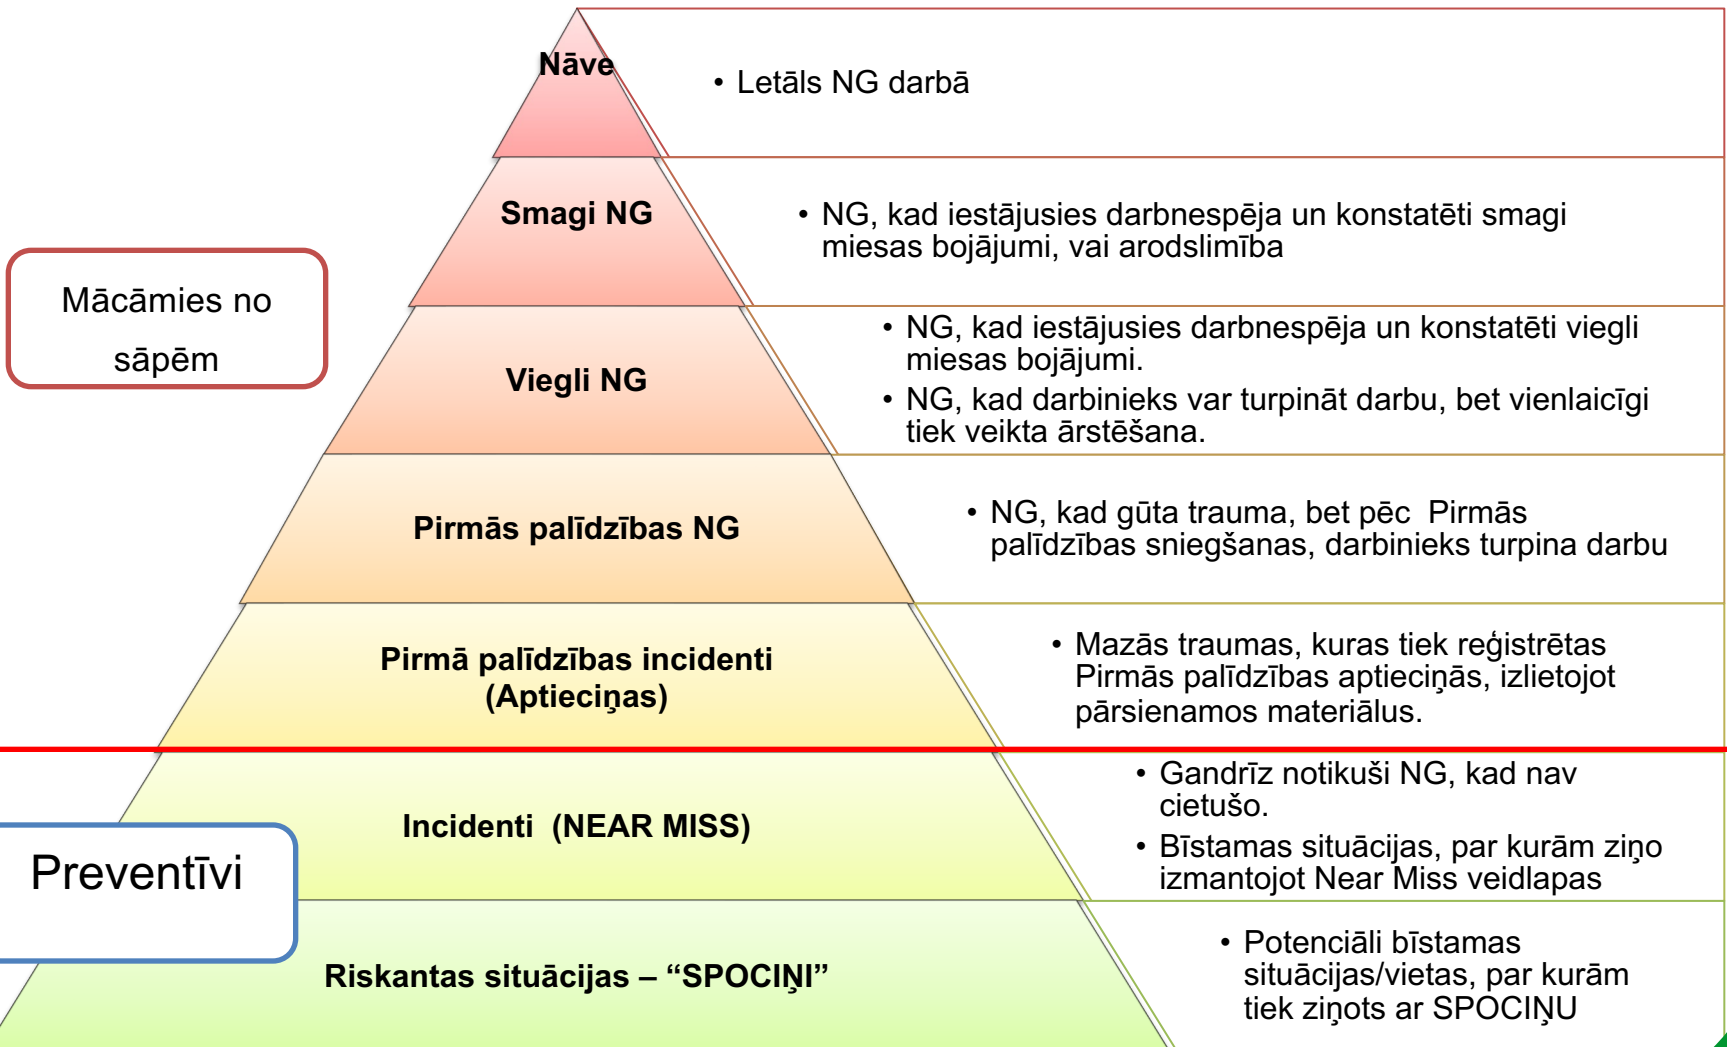 Nāve
• Letāls NG darbā
Smagi NG
• NG, kad iestājusies darbnespēja un konstatēti smagi
miesas bojājumi, vai arodslimība
Mācāmies no
sāpēm
Viegli NG
• NG, kad iestājusies darbnespēja un konstatēti viegli
miesas bojājumi.
• NG, kad darbinieks var turpināt darbu, bet vienlaicīgi
tiek veikta ārstēšana.
Pirmās palīdzības NG
• NG, kad gūta trauma, bet pēc  Pirmās
palīdzības sniegšanas, darbinieks turpina darbu
Pirmā palīdzības incidenti
(Aptieciņas)
• Mazās traumas, kuras tiek reģistrētas
Pirmās palīdzības aptieciņās, izlietojot
pārsienamos materiālus.
Incidenti  (NEAR MISS)
• Gandrīz notikuši NG, kad nav
cietušo.
• Bīstamas situācijas, par kurām ziņo
izmantojot Near Miss veidlapas
Preventīvi
Riskantas situācijas – “SPOCIŅI”
• Potenciāli bīstamas
situācijas/vietas, par kurām
tiek ziņots ar SPOCIŅU